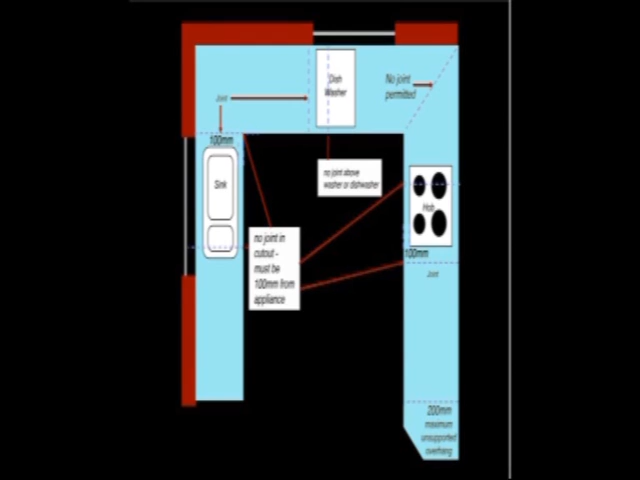 Dish
Washer
No joint
permitted
Joint
100mm
Sink
no joint above
washer or dishwasher
Hob
no joint in
cutout -
must be
100mm from
appliance
100mm
Joint
200mm
maximum
unsupported
overhang